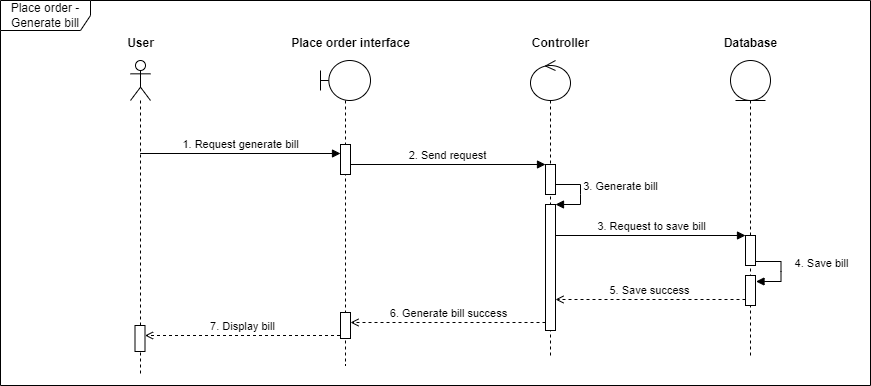 Place order -
Generate bill
User
Place order interface
Controller
Database
1. Request generate bill
2. Send request
3. Generate bill
3. Request to save bill
4. Save bill
5. Save success
6. Generate bill success
7. Display bill